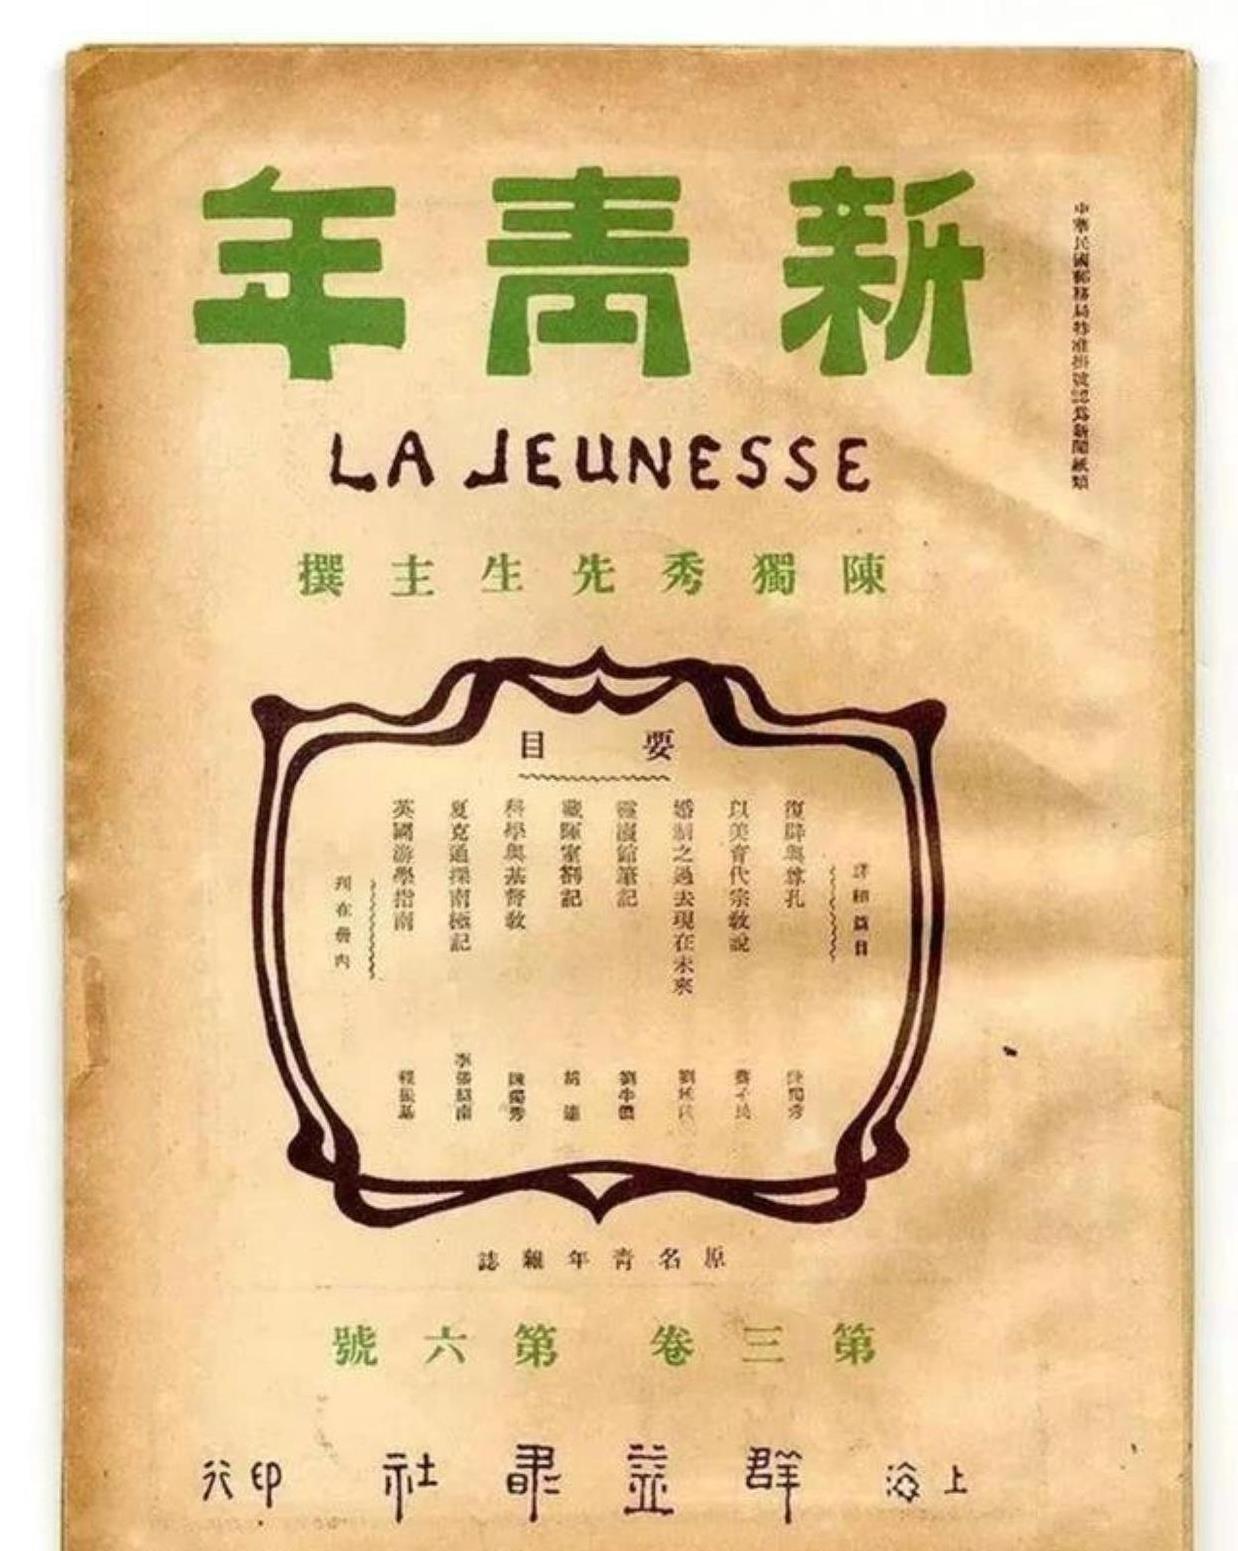 新青年
中華民國郵務局特准掛號認爲新聞紙類
LA JEUNESSE
陳獨秀先生主撰
要目
詳細篇目
復辟與尊孔 陳獨秀
以美育代宗教說 蔡孑民
婚制之過去現在未來 劉延陵
靈霞館筆記 劉半儂
藏暉室劄記 胡適
科學與基督教 陳獨秀
夏克通探南極記 李張紹南
英國游學指南 程振基
列在册內
原名青年雜誌
第三卷 第六號
上海 群益書社 印行